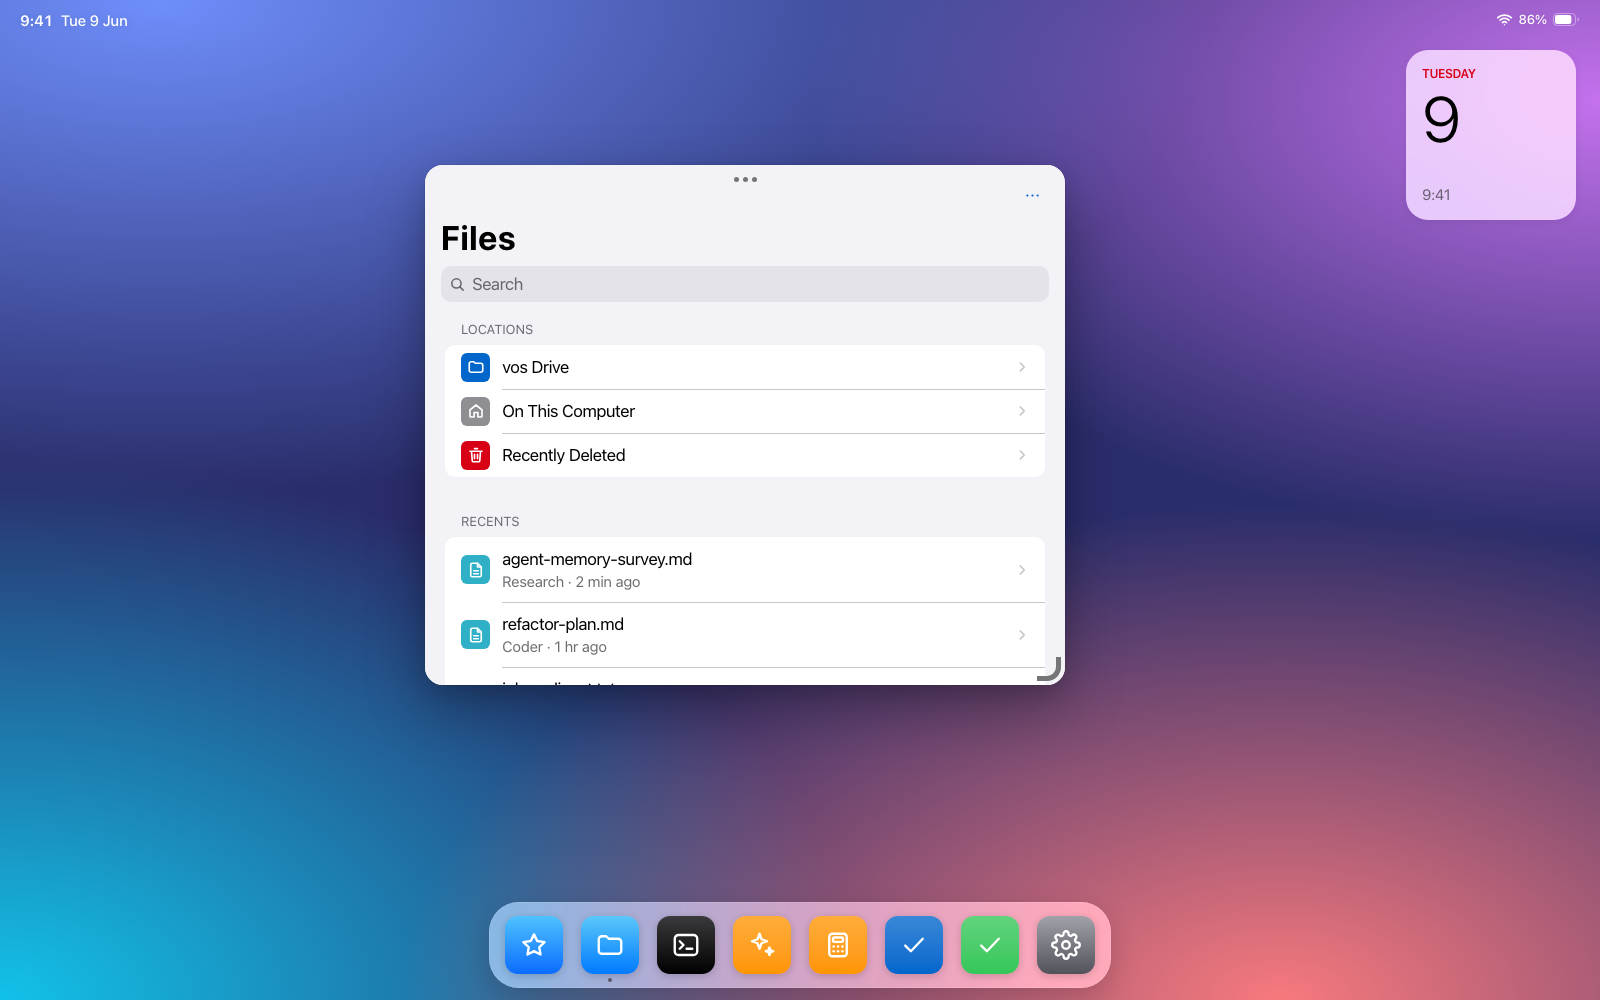 9:41 Tue 9 Jun
86%
TUESDAY
9
9:41
Files
Search
LOCATIONS
vos Drive
On This Computer
Recently Deleted
RECENTS
agent-memory-survey.md
Research · 2 min ago
refactor-plan.md
Coder · 1 hr ago